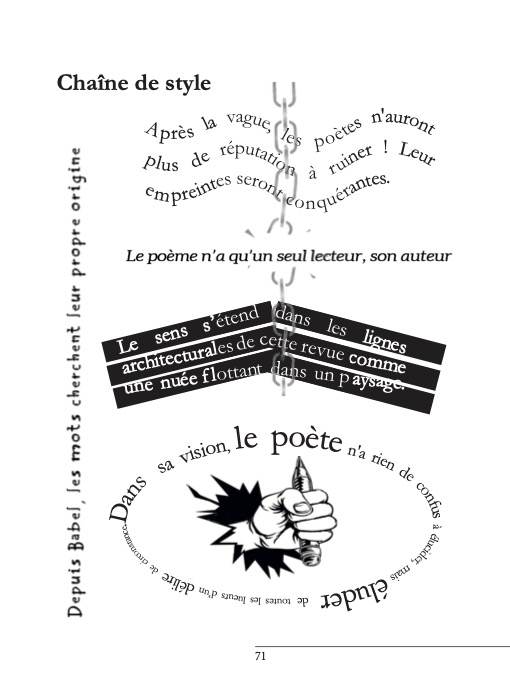 Chaîne de style
Après la vague, les poètes n'auront
plus de réputation à ruiner ! Leur
empreintes seront conquérantes.
Le poème n'a qu'un seul lecteur, son auteur
Le sens s'étend dans les lignes
architecturales de cette revue comme
une nuée flottant dans un paysage.
Dans sa vision, le poète n'a rien de confus à élucider, mais éluder de toutes les lueurs d'un délire de circonstance.
Depuis Babel, les mots cherchent leur propre origine
71